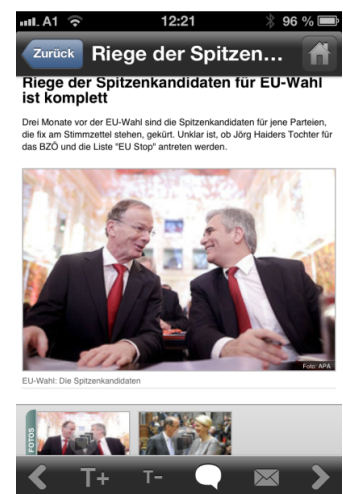 A1 12:21 96 %
Zurück Riege der Spitzen...
Riege der Spitzenkandidaten für EU-Wahl
ist komplett
Drei Monate vor der EU-Wahl sind die Spitzenkandidaten für jene Parteien,
die fix am Stimmzettel stehen, gekürt. Unklar ist, ob Jörg Haiders Tochter für
das BZÖ und die Liste "EU Stop" antreten werden.
Foto: APA
EU-Wahl: Die Spitzenkandidaten
FOTOS
T+ T-